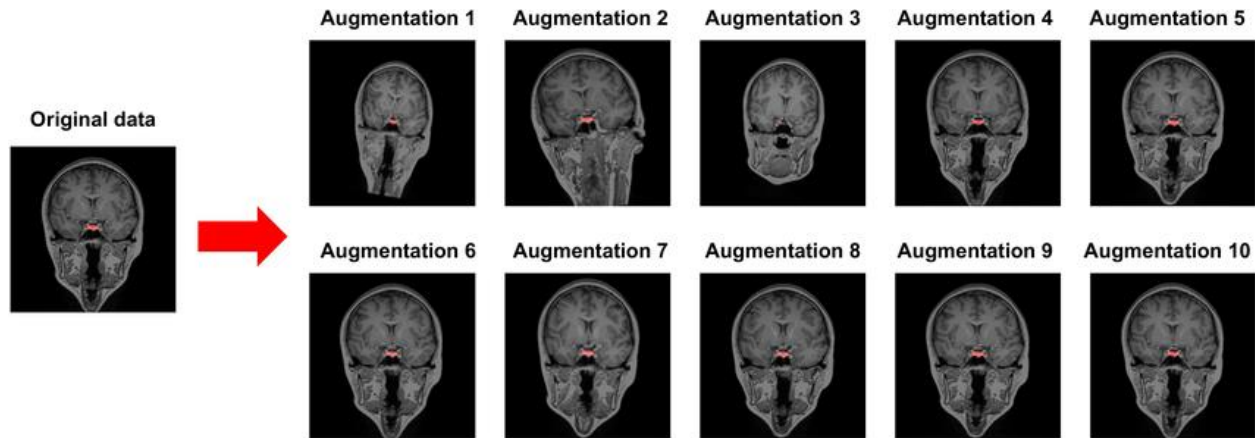 Augmentation 1
Augmentation 2
Augmentation 3
Augmentation 4
Augmentation 5
Original data
Augmentation 6
Augmentation 7
Augmentation 8
Augmentation 9
Augmentation 10